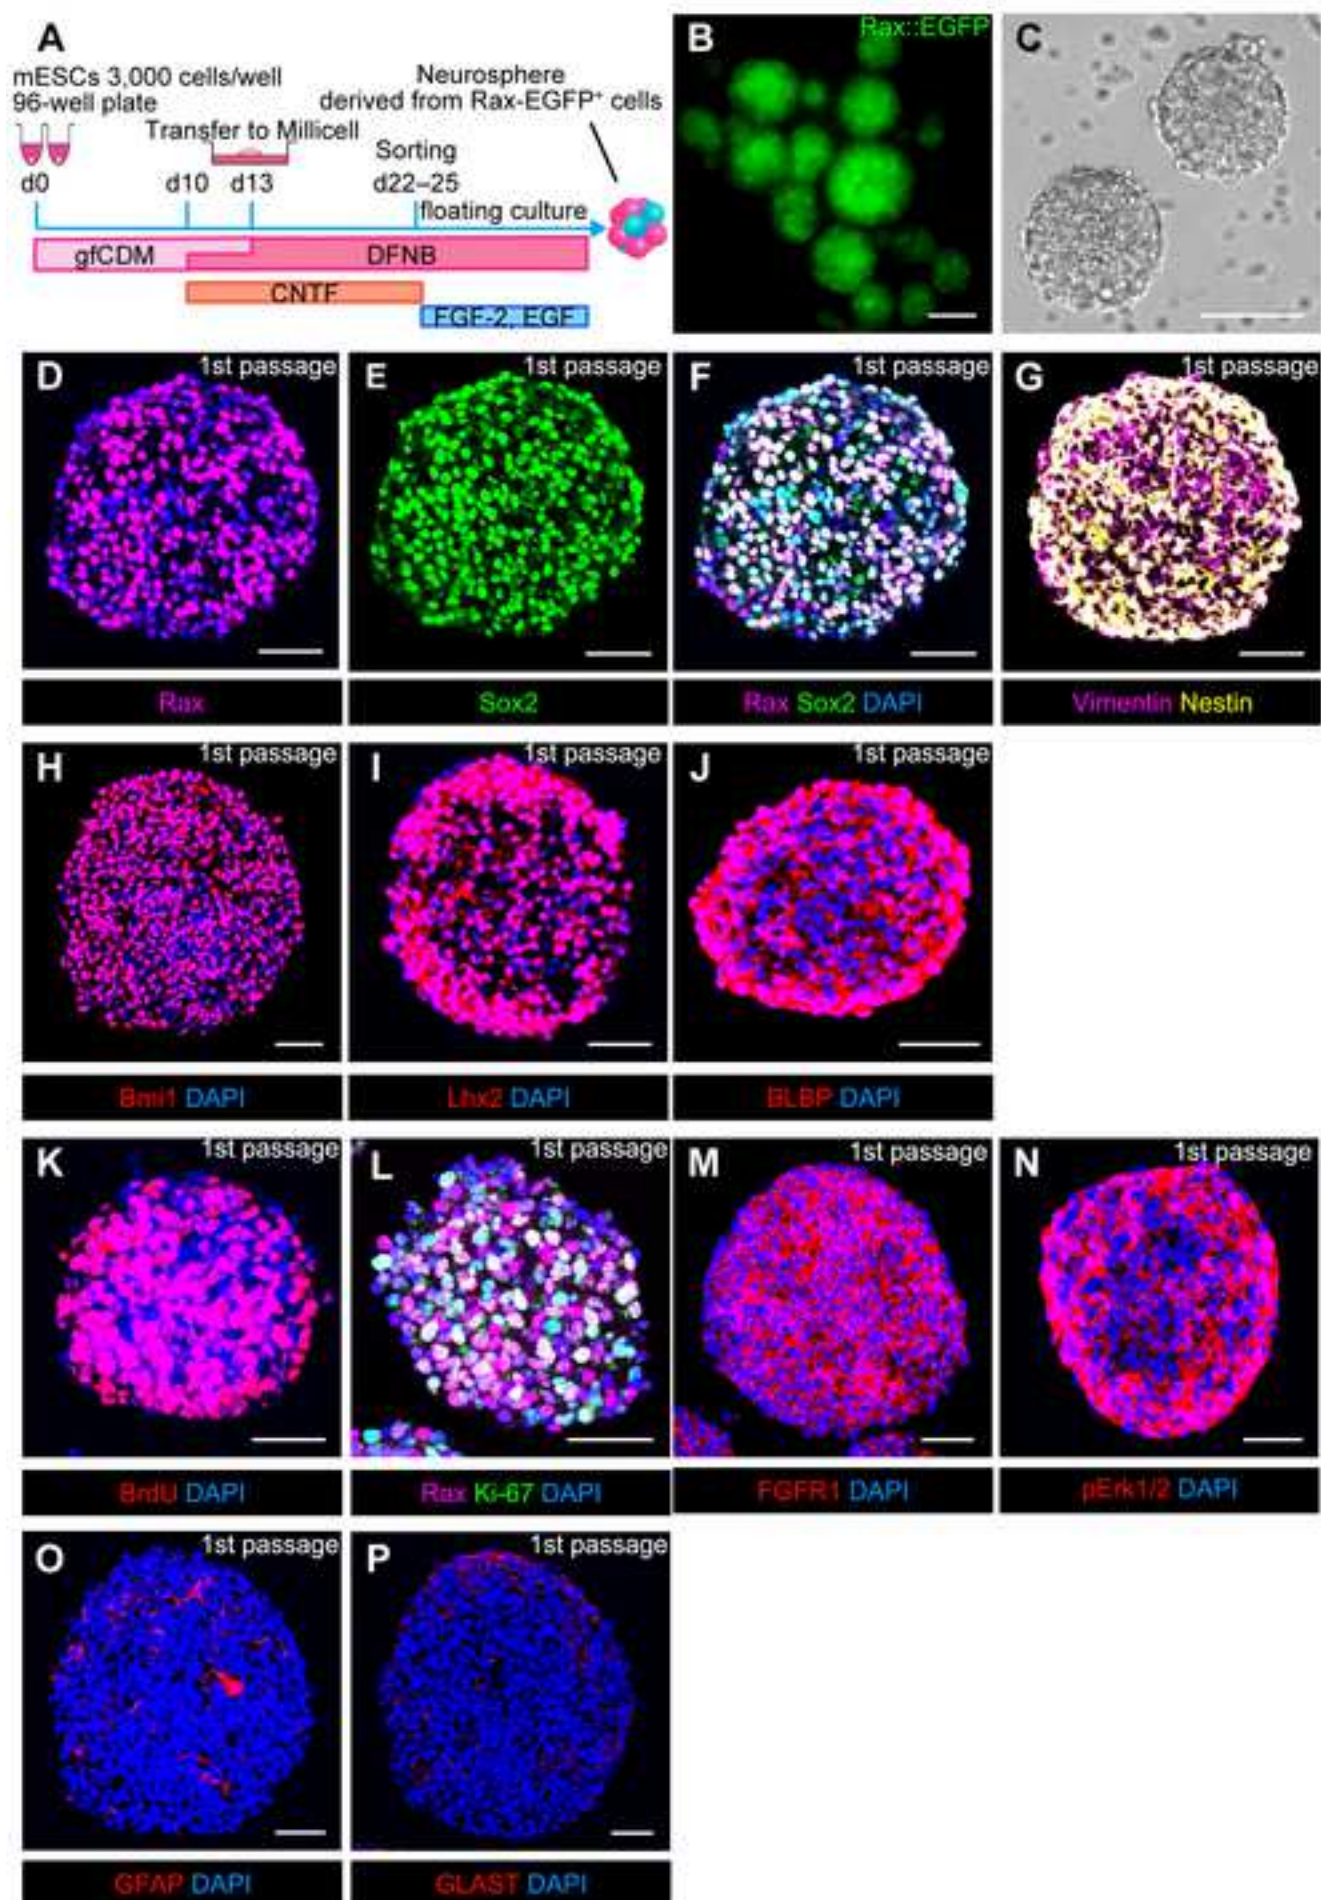 A
mESCs 3,000 cells/well
96-well plate
Neurosphere
derived from Rax-EGFP⁺ cells
Transfer to Millicell
Sorting
d0 d10 d13 d22–25
floating culture
gfCDM DFNB
CNTF
FGF-2, EGF
B Rax::EGFP
C
D 1st passage
E 1st passage
F 1st passage
G 1st passage
Rax
Sox2
Rax Sox2 DAPI
Vimentin Nestin
H 1st passage
I 1st passage
J 1st passage
Bmi1 DAPI
Lhx2 DAPI
BLBP DAPI
K 1st passage
L 1st passage
M 1st passage
N 1st passage
BrdU DAPI
Rax Ki-67 DAPI
FGFR1 DAPI
pErk1/2 DAPI
O 1st passage
P 1st passage
GFAP DAPI
GLAST DAPI